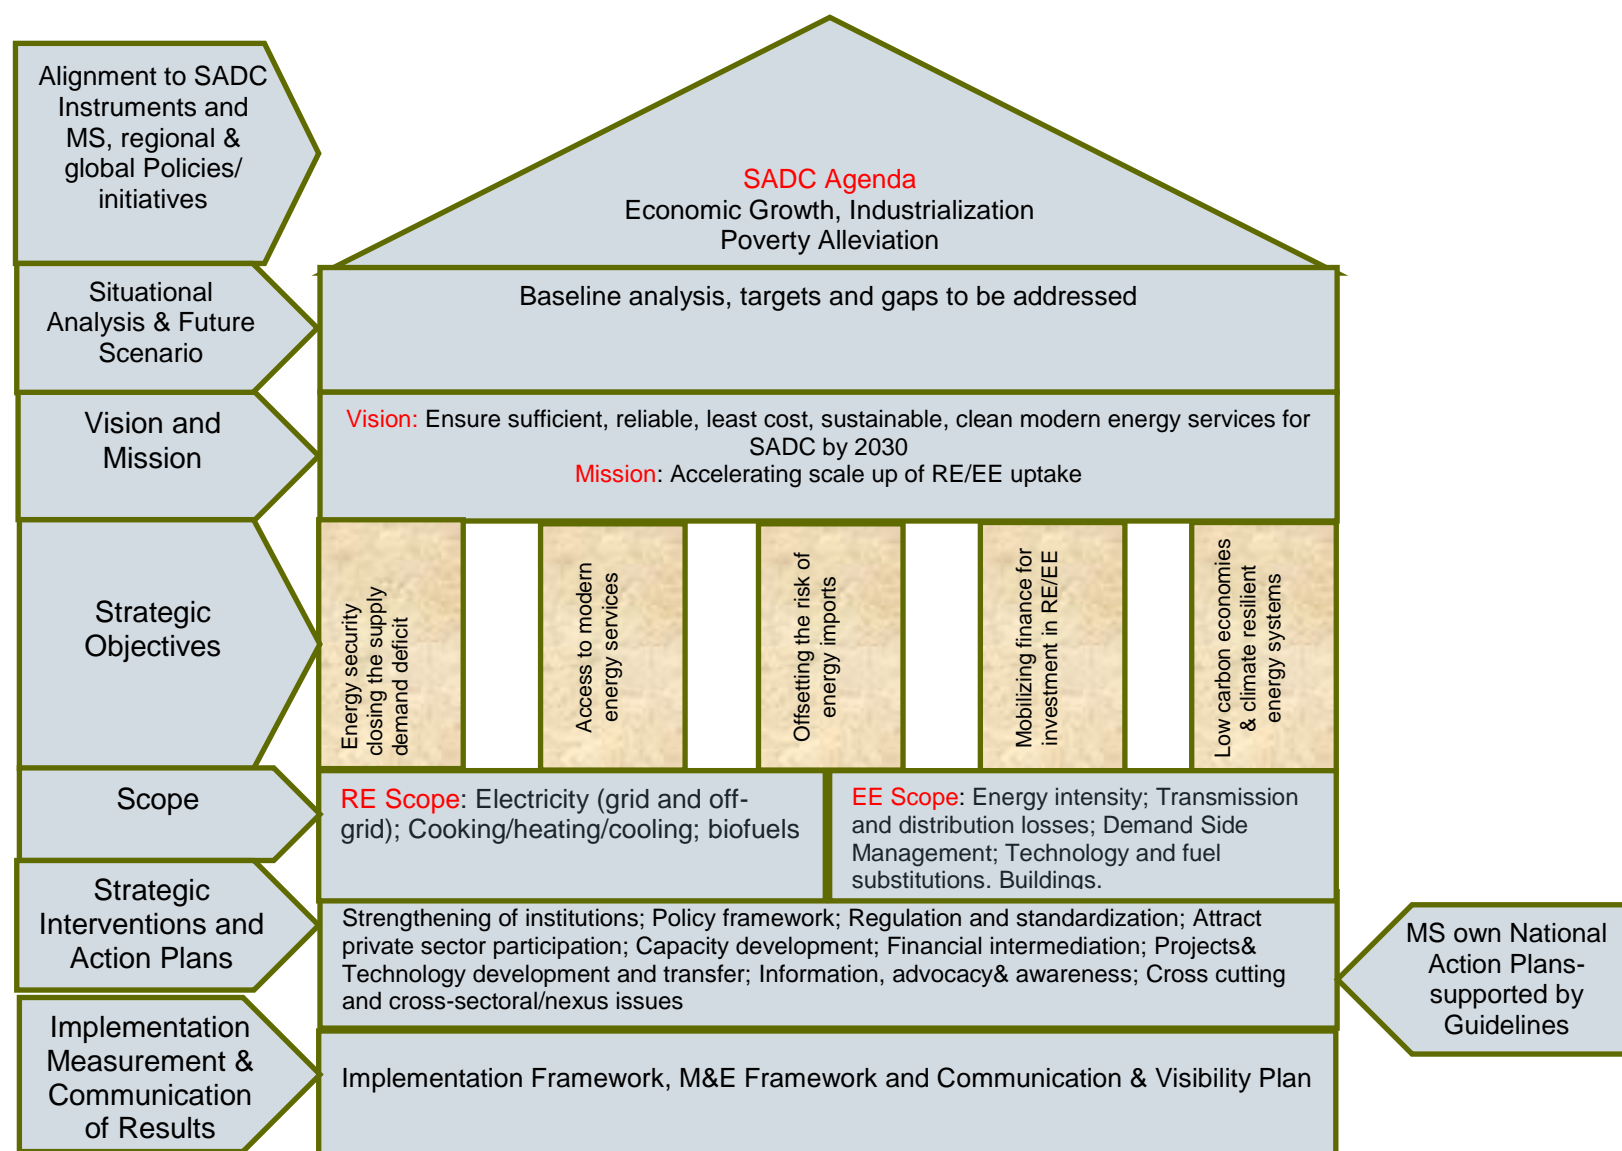 Alignment to SADC
Instruments and
MS, regional &
global Policies/
initiatives
SADC Agenda
Economic Growth, Industrialization
Poverty Alleviation
Situational
Analysis & Future
Scenario
Baseline analysis, targets and gaps to be addressed
Vision and
Mission
Vision: Ensure sufficient, reliable, least cost, sustainable, clean modern energy services for
SADC by 2030
Mission: Accelerating scale up of RE/EE uptake
Strategic
Objectives
Energy security
closing the supply
demand deficit
Access to modern
energy services
Offsetting the risk of
energy imports
Mobilizing finance for
investment in RE/EE
Low carbon economies
& climate resilient
energy systems
Scope
RE Scope: Electricity (grid and off-
grid); Cooking/heating/cooling; biofuels
EE Scope: Energy intensity; Transmission
and distribution losses; Demand Side
Management; Technology and fuel
substitutions. Buildings.
Strategic
Interventions and
Action Plans
Strengthening of institutions; Policy framework; Regulation and standardization; Attract
private sector participation; Capacity development; Financial intermediation; Projects&
Technology development and transfer; Information, advocacy& awareness; Cross cutting
and cross-sectoral/nexus issues
MS own National
Action Plans-
supported by
Guidelines
Implementation
Measurement &
Communication
of Results
Implementation Framework, M&E Framework and Communication & Visibility Plan